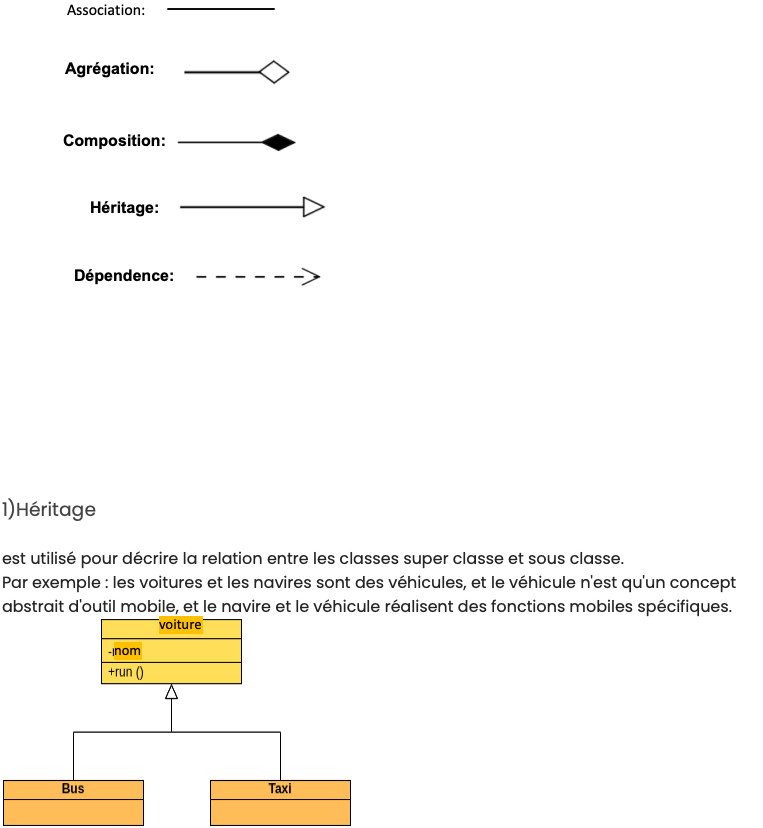 Association:
Agrégation:
Composition:
Héritage:
Dépendence:
1)Héritage
est utilisé pour décrire la relation entre les classes super classe et sous classe.
Par exemple : les voitures et les navires sont des véhicules, et le véhicule n'est qu'un concept
abstrait d'outil mobile, et le navire et le véhicule réalisent des fonctions mobiles spécifiques.
voiture
-nom
+run ()
Bus
Taxi